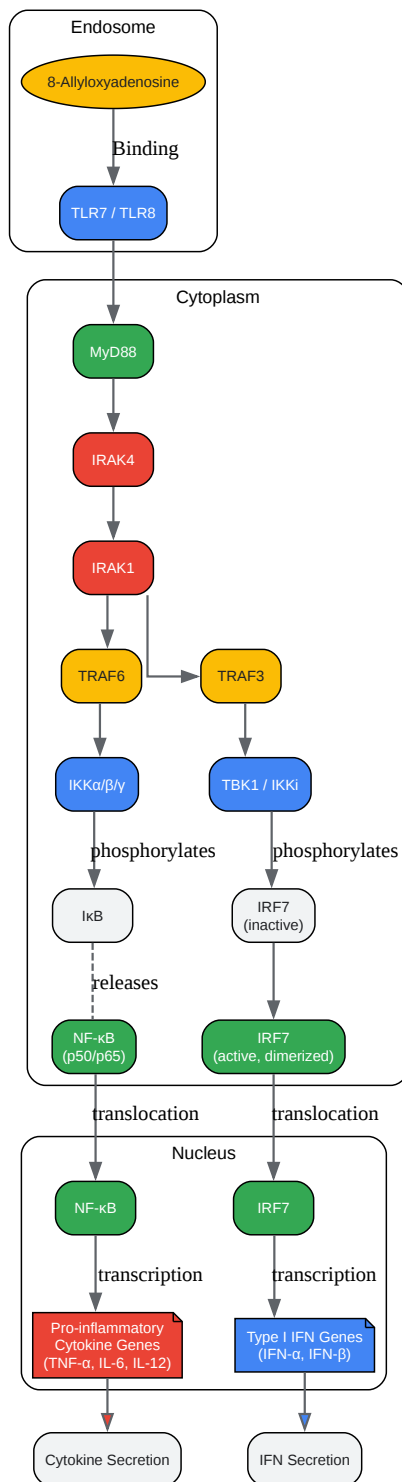 Endosome
8-Allyloxyadenosine
Binding
TLR7 / TLR8
Cytoplasm
MyD88
IRAK4
IRAK1
TRAF6
TRAF3
IKKα/β/γ
TBK1 / IKKi
phosphorylates
phosphorylates
IκB
IRF7
(inactive)
releases
NF-κB
(p50/p65)
IRF7
(active, dimerized)
translocation
translocation
Nucleus
NF-κB
IRF7
transcription
transcription
Pro-inflammatory
Cytokine Genes
(TNF-α, IL-6, IL-12)
Type I IFN Genes
(IFN-α, IFN-β)
Cytokine Secretion
IFN Secretion